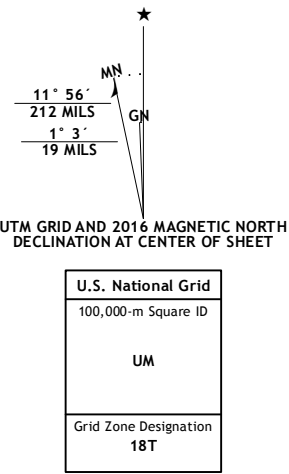 ★
MN
11° 56´
212 MILS
GN
1° 3´
19 MILS
UTM GRID AND 2016 MAGNETIC NORTH
DECLINATION AT CENTER OF SHEET
U.S. National Grid
100,000-m Square ID
UM
Grid Zone Designation
18T